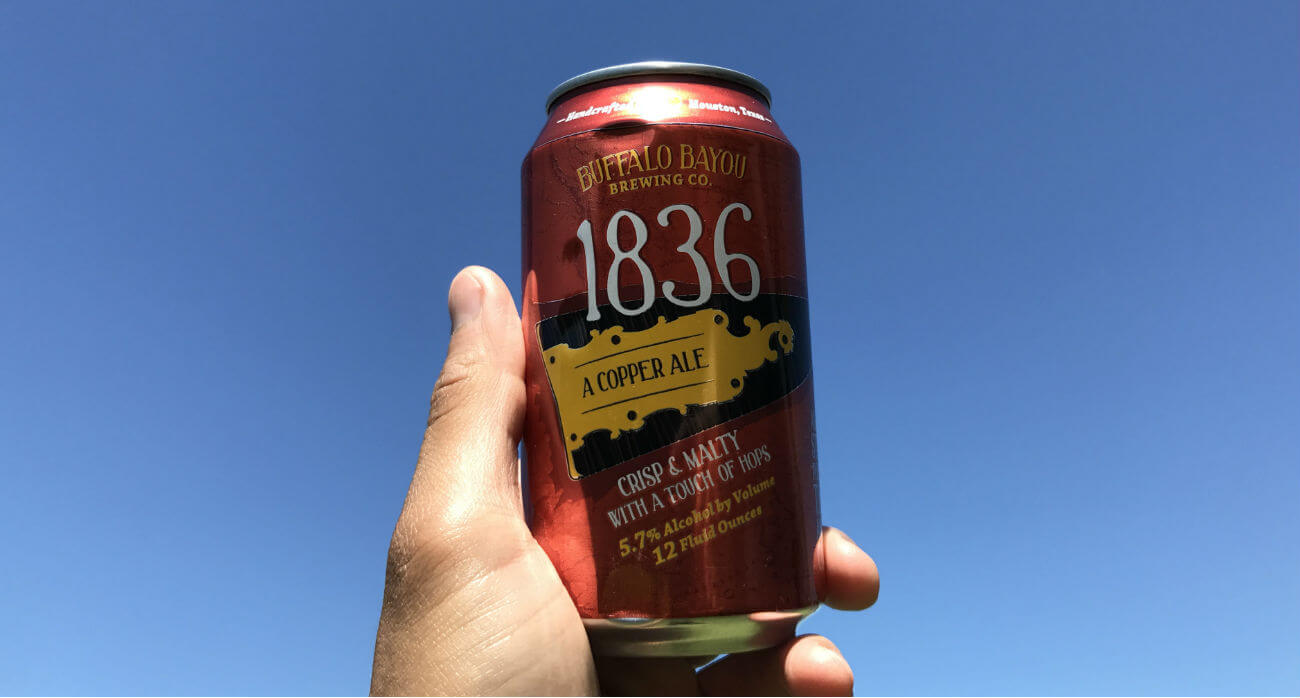 —Handcrafted Houston, Texas—
BUFFALO BAYOU
BREWING CO.
1836
A COPPER ALE
CRISP & MALTY
WITH A TOUCH OF HOPS
5.7% Alcohol by Volume
12 Fluid Ounces